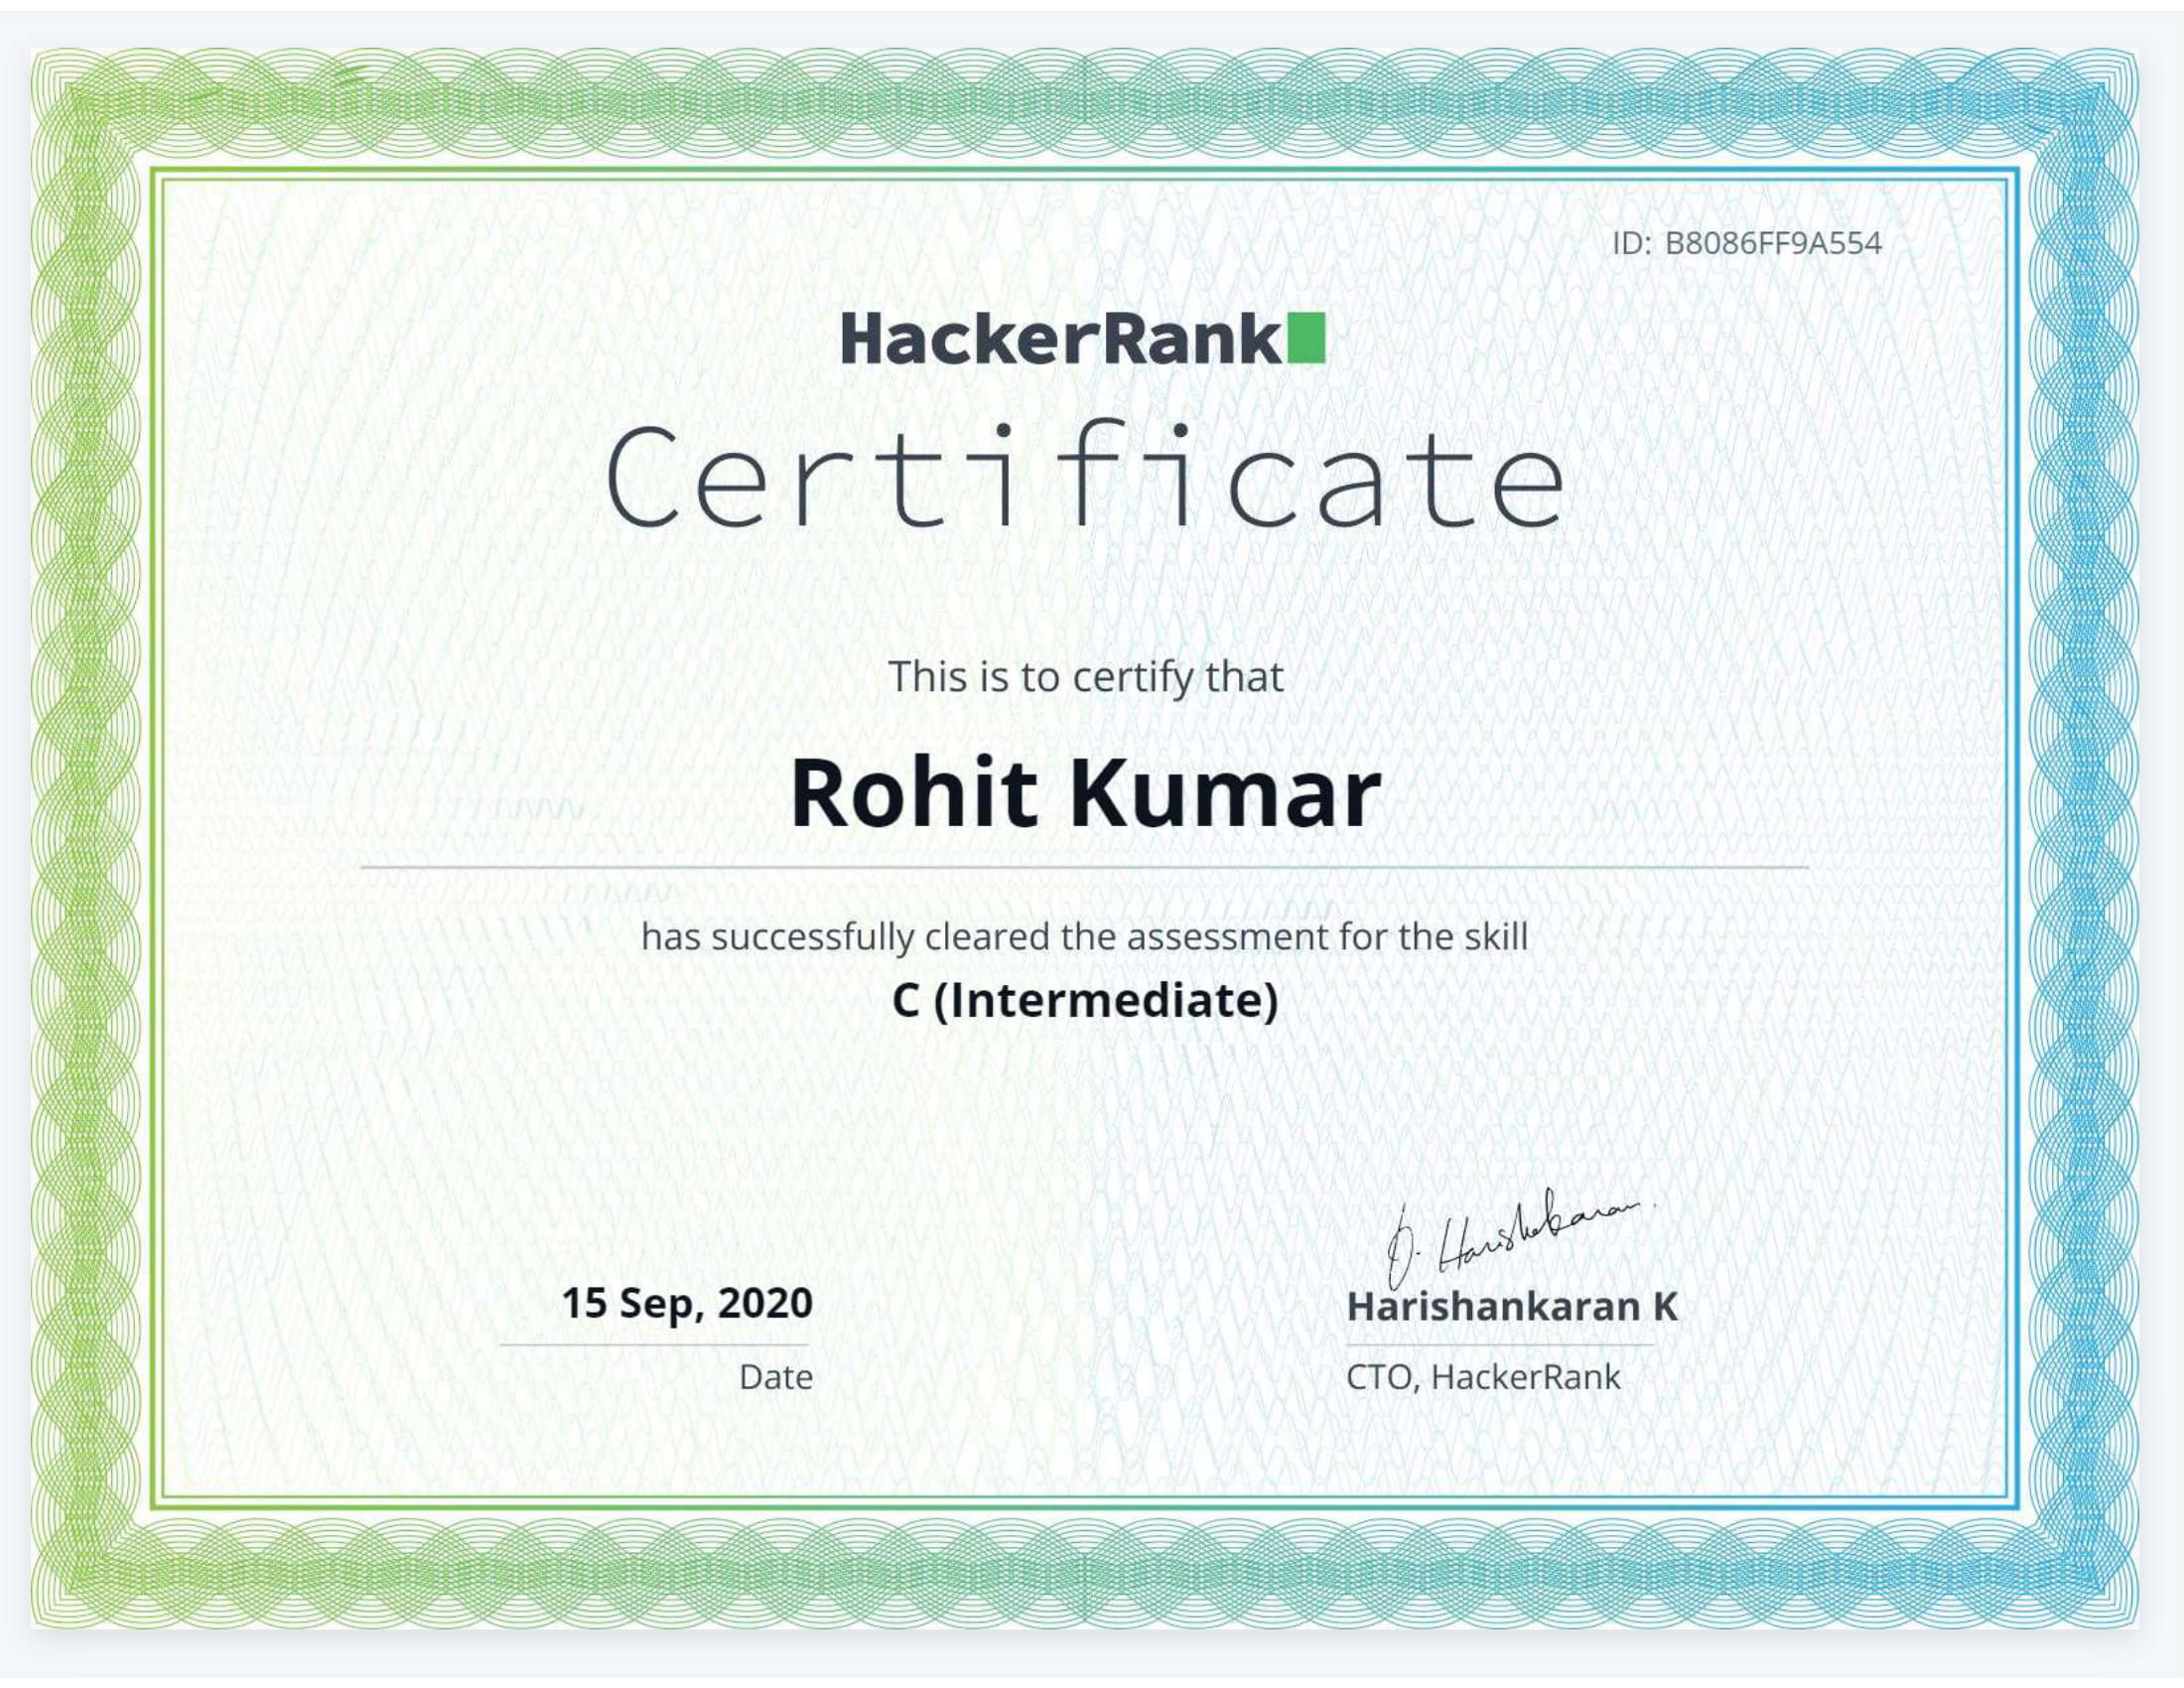 ID: B8086FF9A554
HackerRank
Certificate
This is to certify that
Rohit Kumar
has successfully cleared the assessment for the skill
C (Intermediate)
15 Sep, 2020
Date
Harishankaran K
CTO, HackerRank